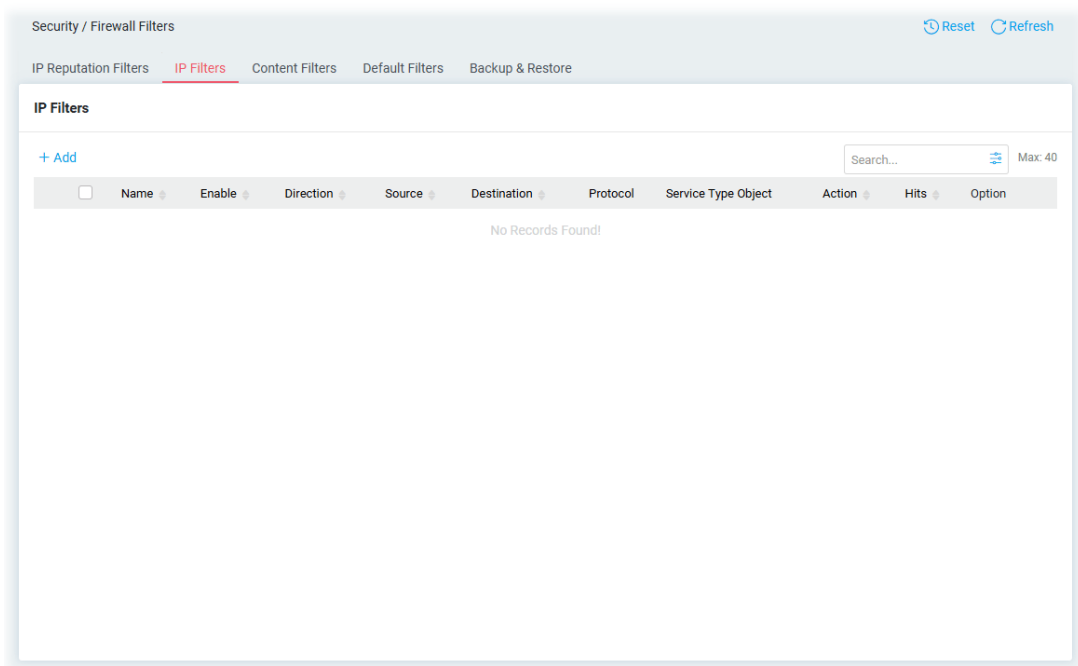 Security / Firewall Filters Reset Refresh
IP Reputation Filters IP Filters Content Filters Default Filters Backup & Restore
IP Filters
+ Add Search... Max: 40
Name Enable Direction Source Destination Protocol Service Type Object Action Hits Option
No Records Found!